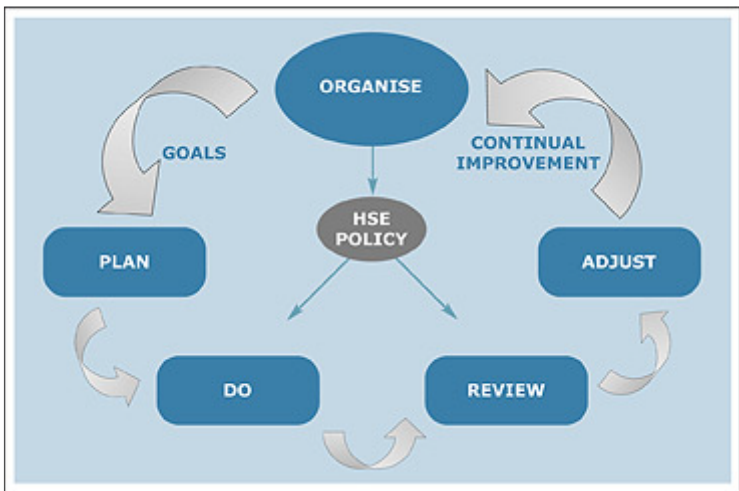 ORGANISE
GOALS
CONTINUAL
IMPROVEMENT
HSE
POLICY
PLAN
ADJUST
DO
REVIEW